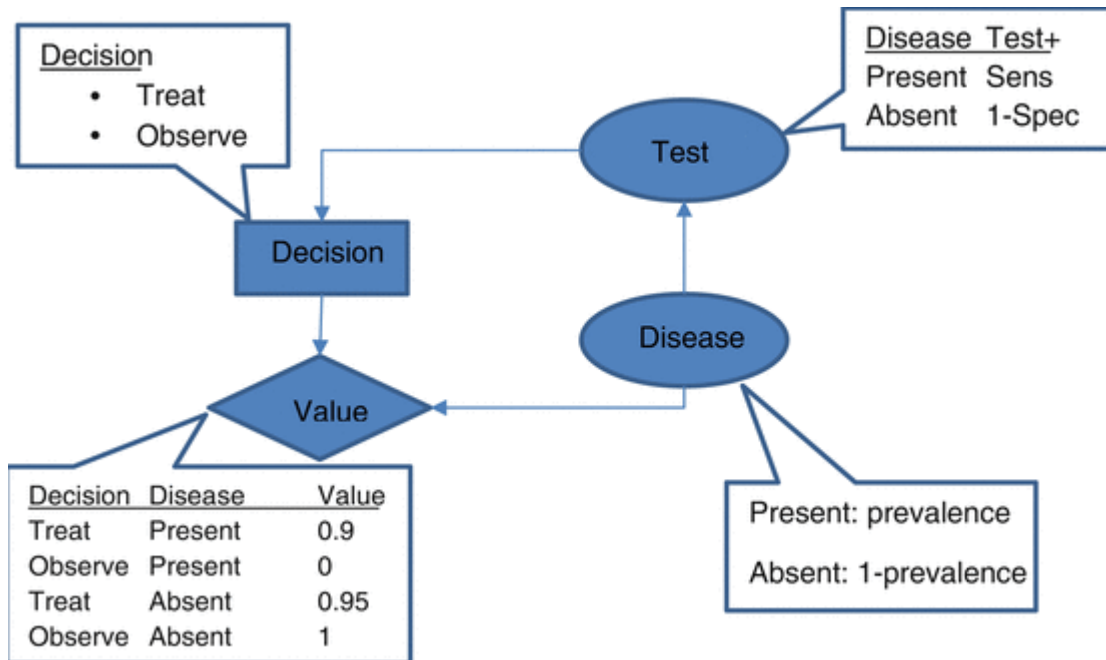 Decision
• Treat
• Observe
Disease Test+
Present Sens
Absent 1-Spec
Test
Decision
Disease
Value
Decision Disease Value
Treat Present 0.9
Observe Present 0
Treat Absent 0.95
Observe Absent 1
Present: prevalence
Absent: 1-prevalence